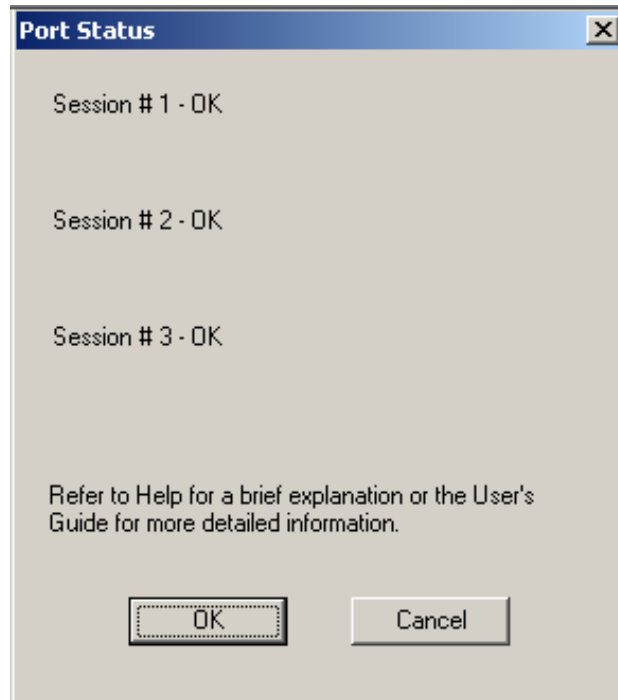 Port Status
Session # 1 - OK
Session # 2 - OK
Session # 3 - OK
Refer to Help for a brief explanation or the User's
Guide for more detailed information.
OK
Cancel